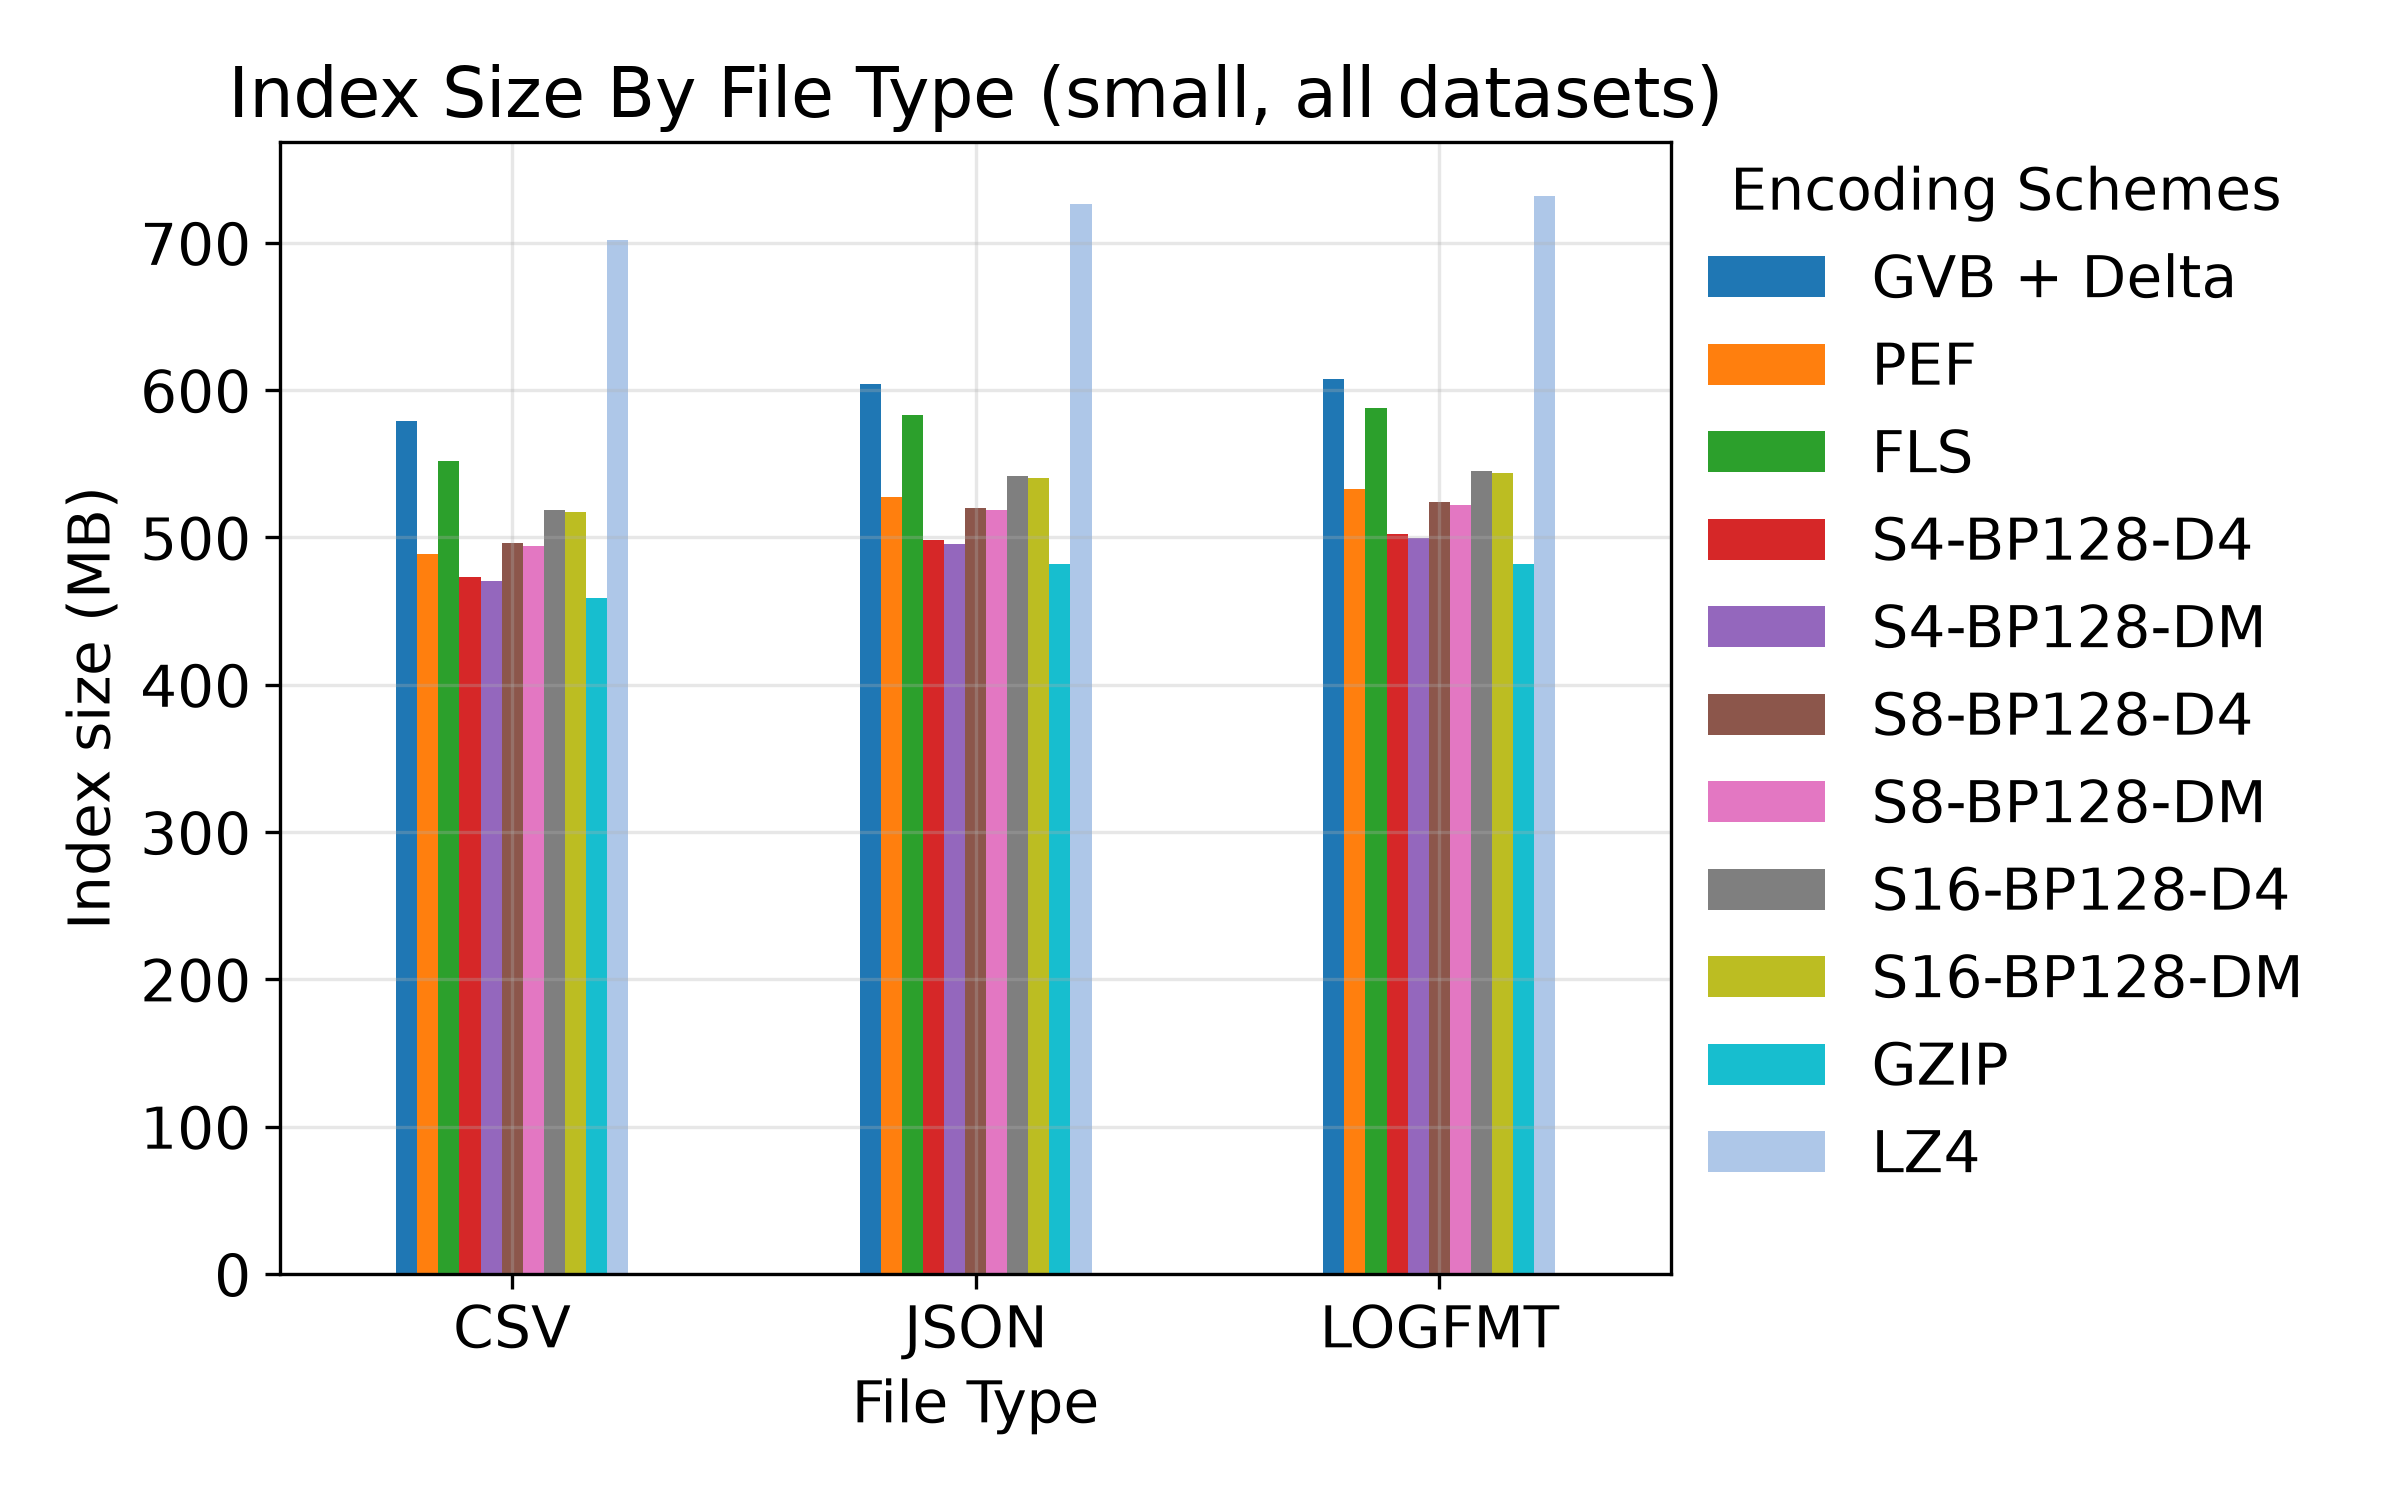 Index Size By File Type (small, all datasets)
Index size (MB)
700
600
500
400
300
200
100
0
CSV
JSON
LOGFMT
File Type
Encoding Schemes
GVB + Delta
PEF
FLS
S4-BP128-D4
S4-BP128-DM
S8-BP128-D4
S8-BP128-DM
S16-BP128-D4
S16-BP128-DM
GZIP
LZ4